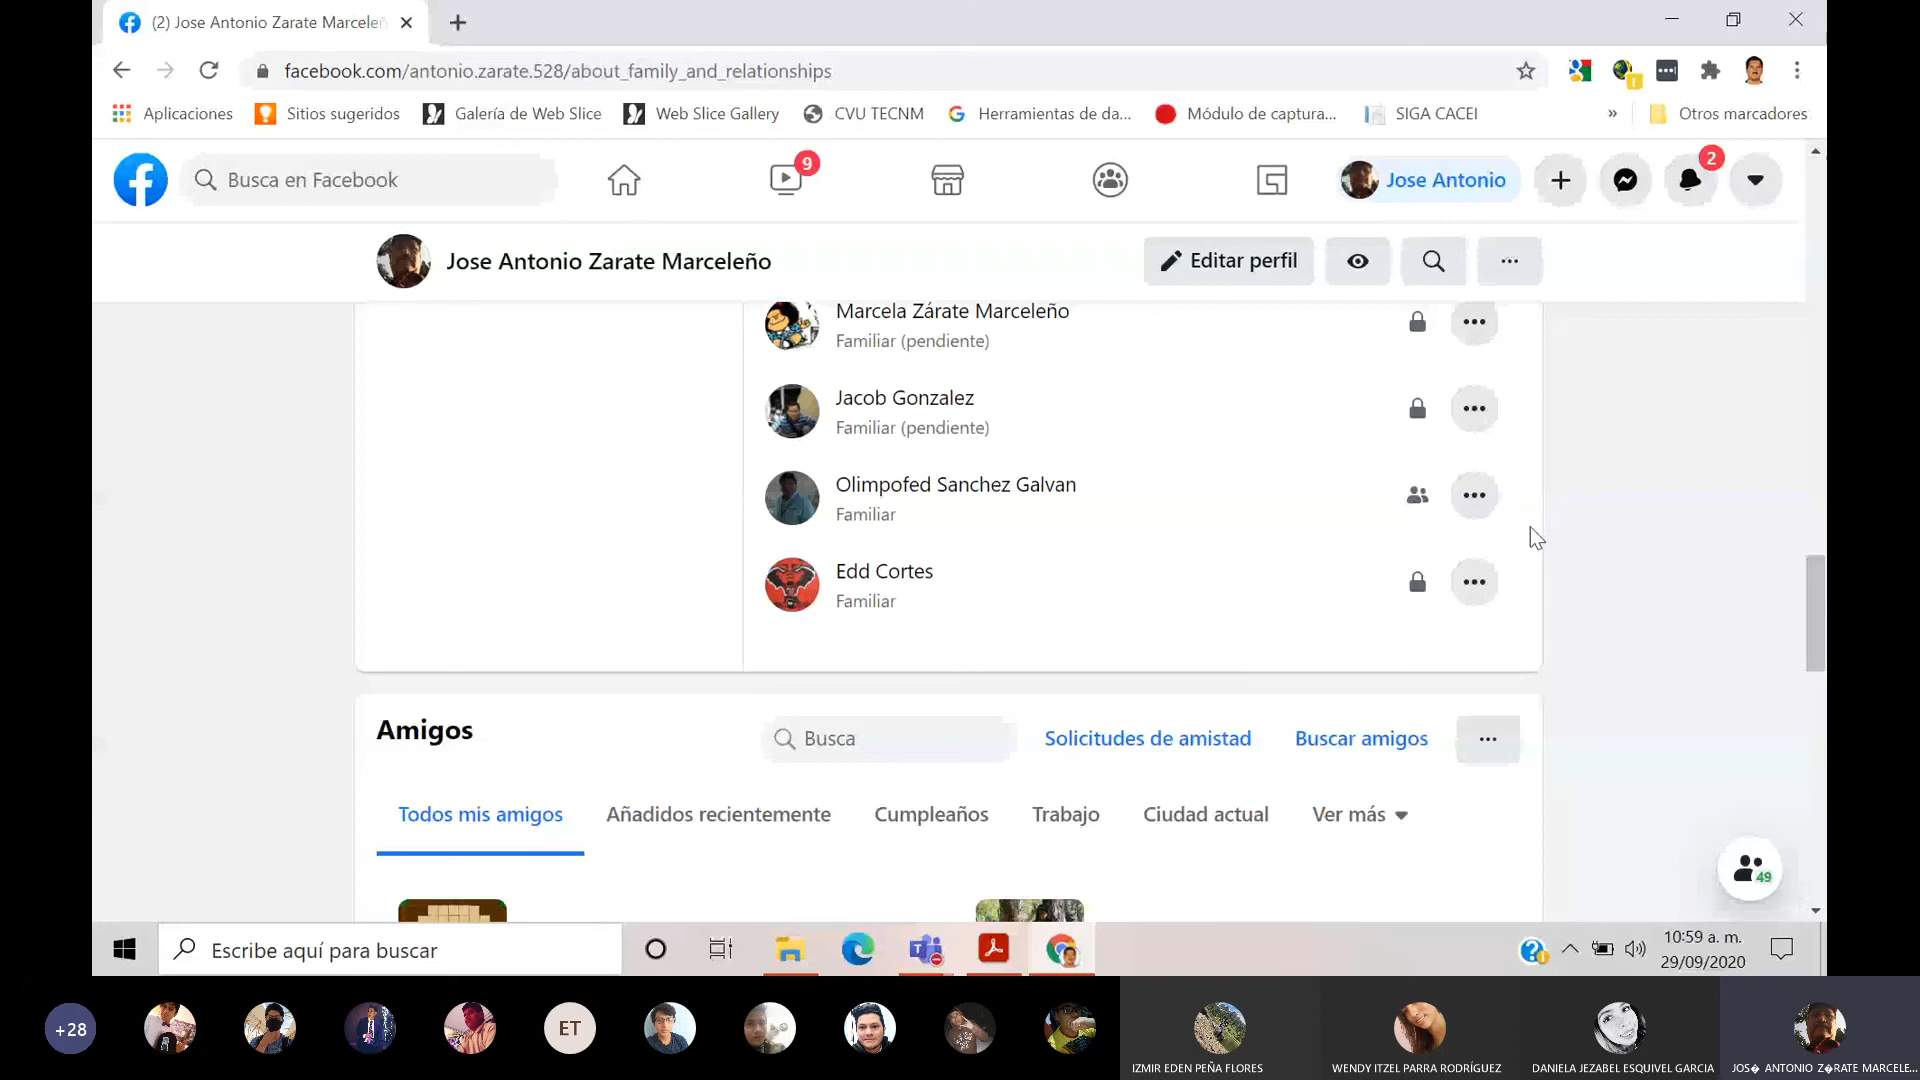 (2) Jose Antonio Zarate Marceleñ
facebook.com/antonio.zarate.528/about_family_and_relationships
Aplicaciones Sitios sugeridos Galería de Web Slice Web Slice Gallery CVU TECNM Herramientas de da... Módulo de captura... SIGA CACEI » Otros marcadores
Busca en Facebook 9 Jose Antonio 2
Jose Antonio Zarate Marceleño Editar perfil
Marcela Zárate Marceleño
Familiar (pendiente)
Jacob Gonzalez
Familiar (pendiente)
Olimpofed Sanchez Galvan
Familiar
Edd Cortes
Familiar
Amigos Busca Solicitudes de amistad Buscar amigos
Todos mis amigos Añadidos recientemente Cumpleaños Trabajo Ciudad actual Ver más
49
Escribe aquí para buscar
10:59 a. m.
29/09/2020
+28 ET
IZMIR EDEN PEÑA FLORES WENDY ITZEL PARRA RODRÍGUEZ DANIELA JEZABEL ESQUIVEL GARCIA JOS� ANTONIO Z�RATE MARCELE...